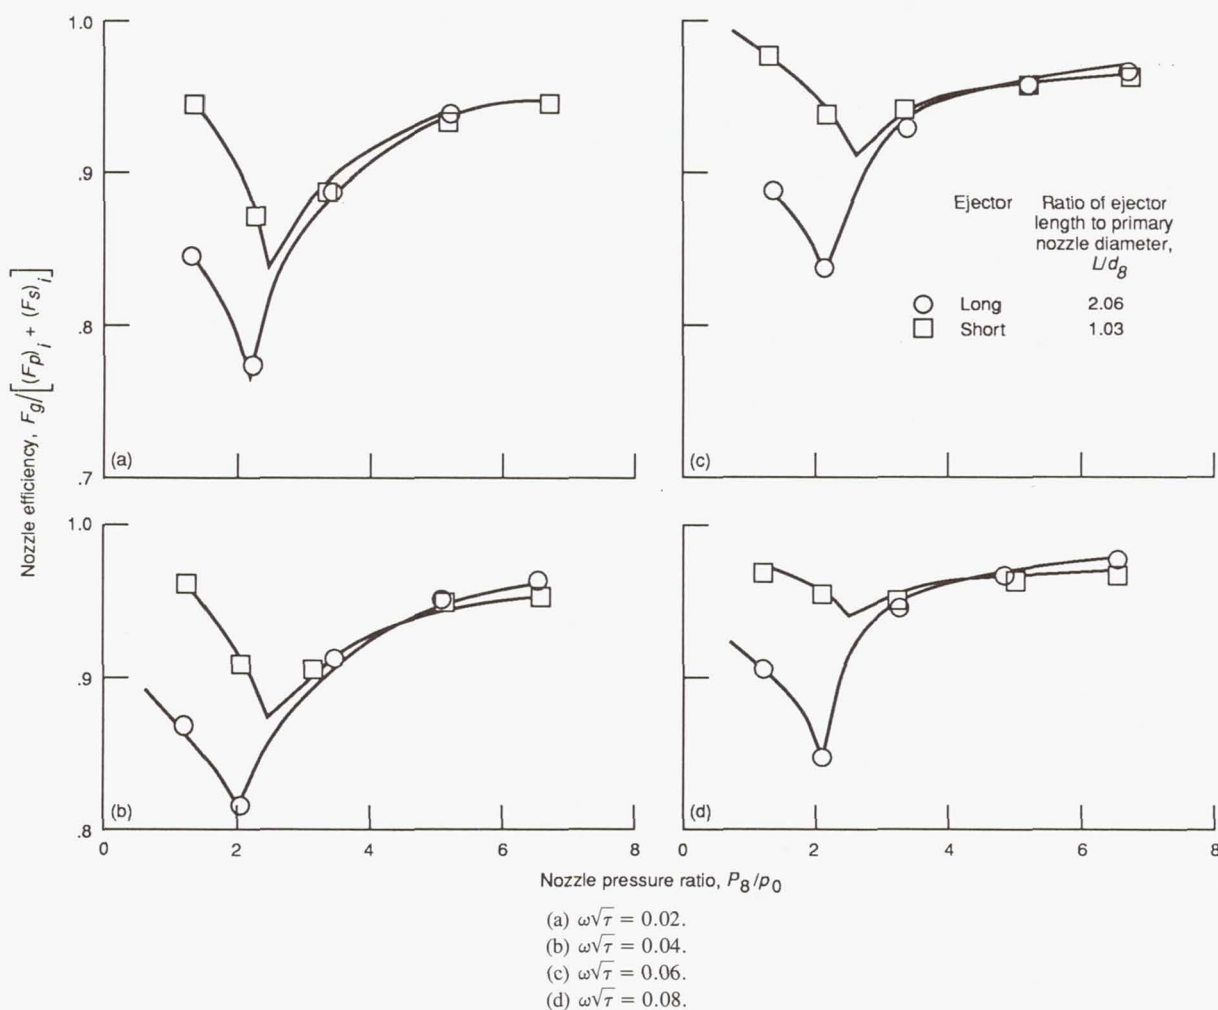 1.0
.9
.8
.7
(a)
(c)
Ejector Ratio of ejector
length to primary
nozzle diameter,
L/d8
Long 2.06
Short 1.03
Nozzle efficiency, Fg/[(Fp)i + (Fs)i]
1.0
.9
.8
(b)
(d)
0 2 4 6 8 0 2 4 6 8
Nozzle pressure ratio, P8/p0
(a) ω√τ = 0.02.
(b) ω√τ = 0.04.
(c) ω√τ = 0.06.
(d) ω√τ = 0.08.